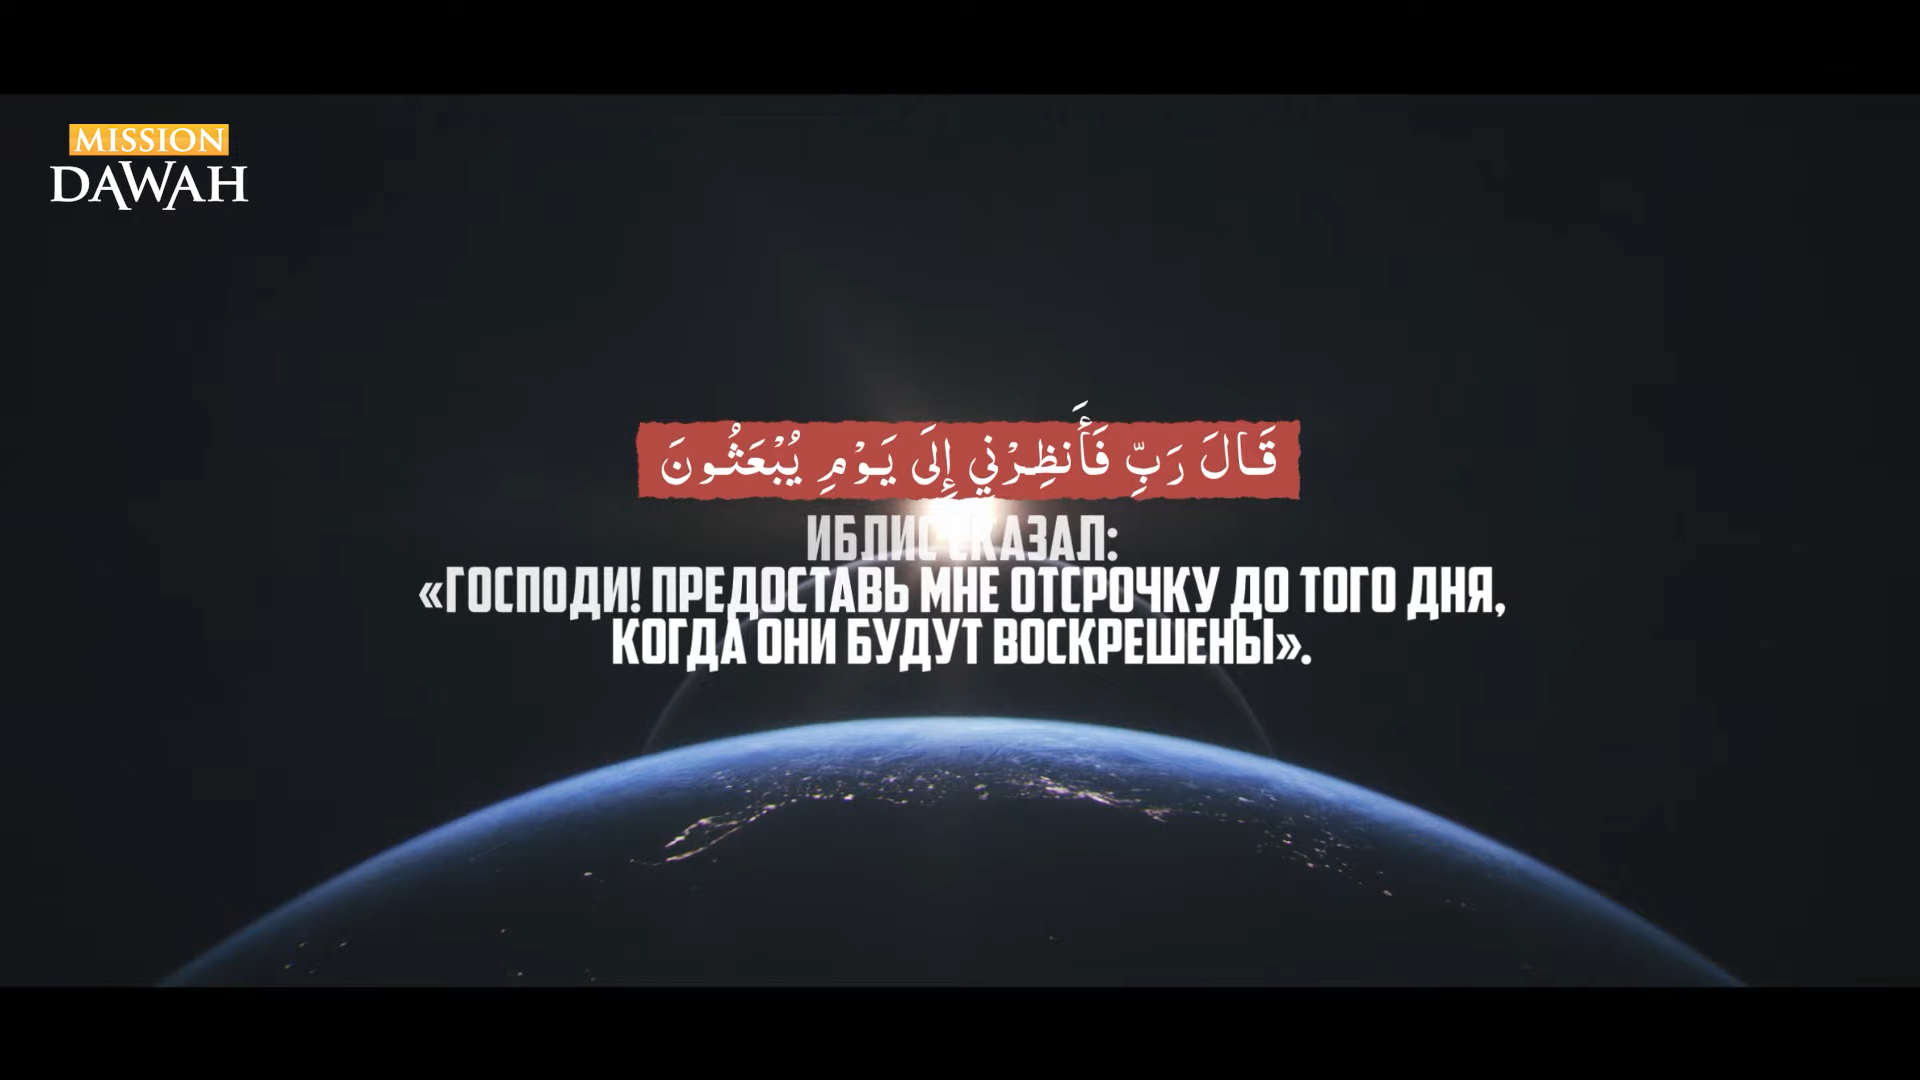 MISSION
DAWAH
قَالَ رَبِّ فَأَنظِرْنِي إِلَى يَوْمِ يُبْعَثُونَ
ИБЛИС СКАЗАЛ:
«ГОСПОДИ! ПРЕДОСТАВЬ МНЕ ОТСРОЧКУ ДО ТОГО ДНЯ,
КОГДА ОНИ БУДУТ ВОСКРЕШЕНЫ».